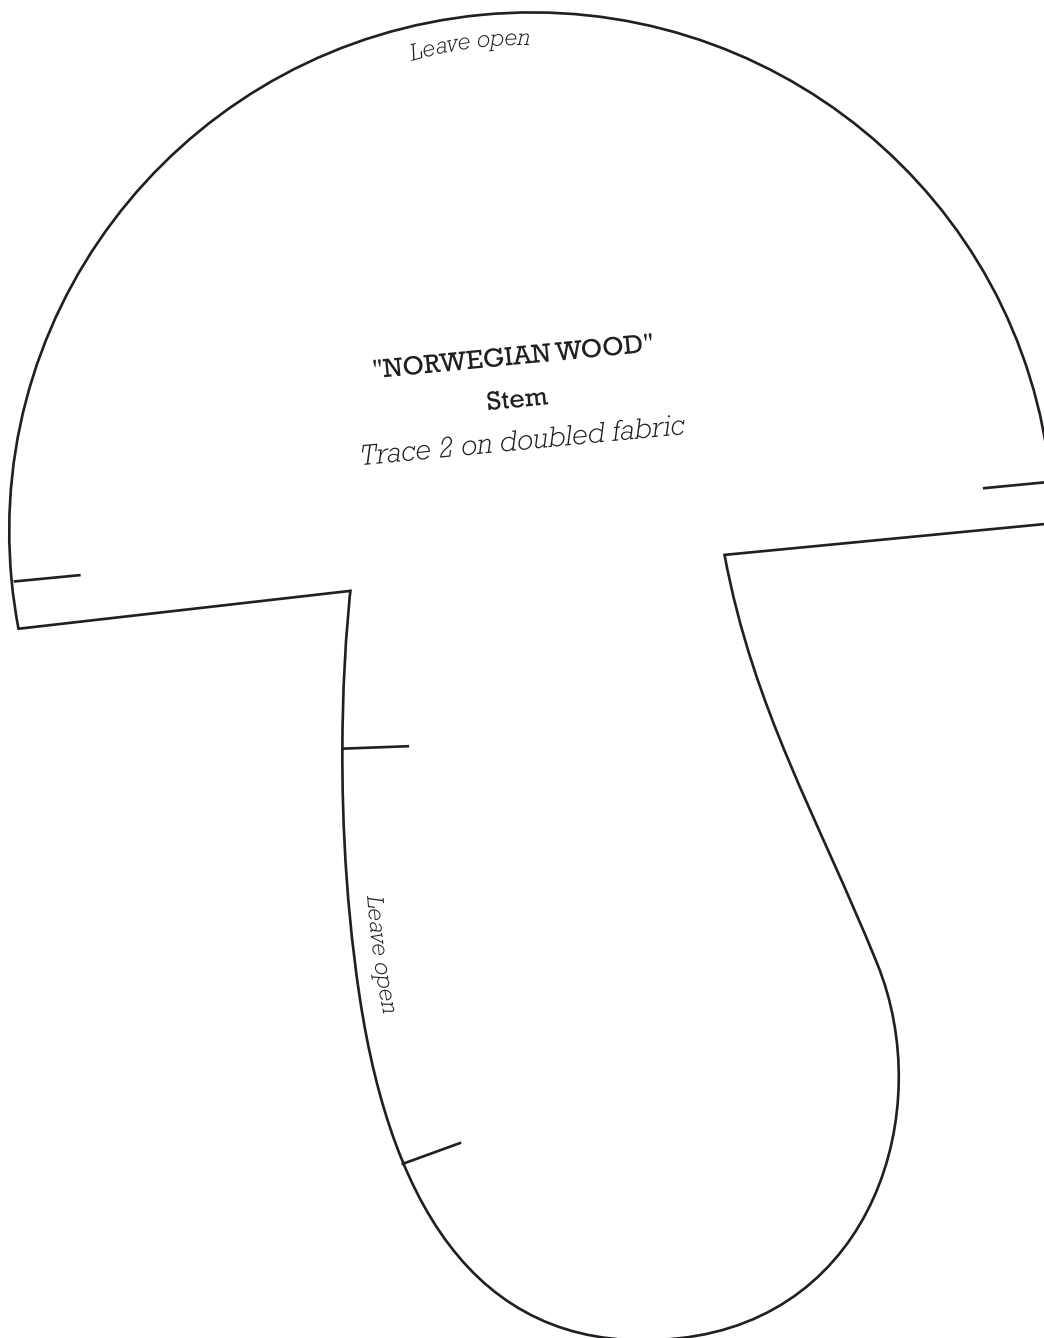 Leave open
"NORWEGIAN WOOD"
Stem
Trace 2 on doubled fabric
Leave open